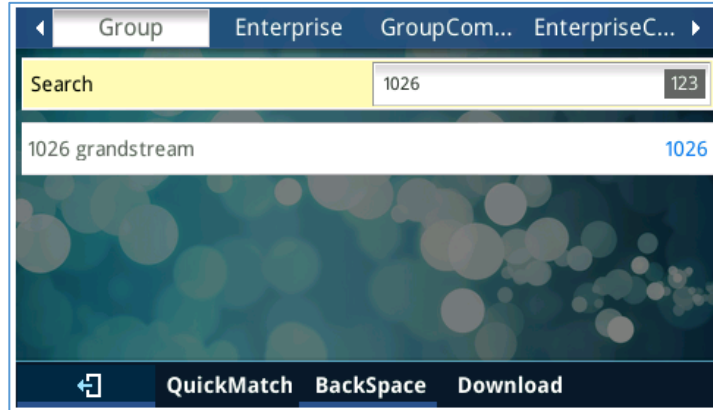 Group Enterprise GroupCom... EnterpriseC...
Search 1026 123
1026 grandstream 1026
QuickMatch BackSpace Download